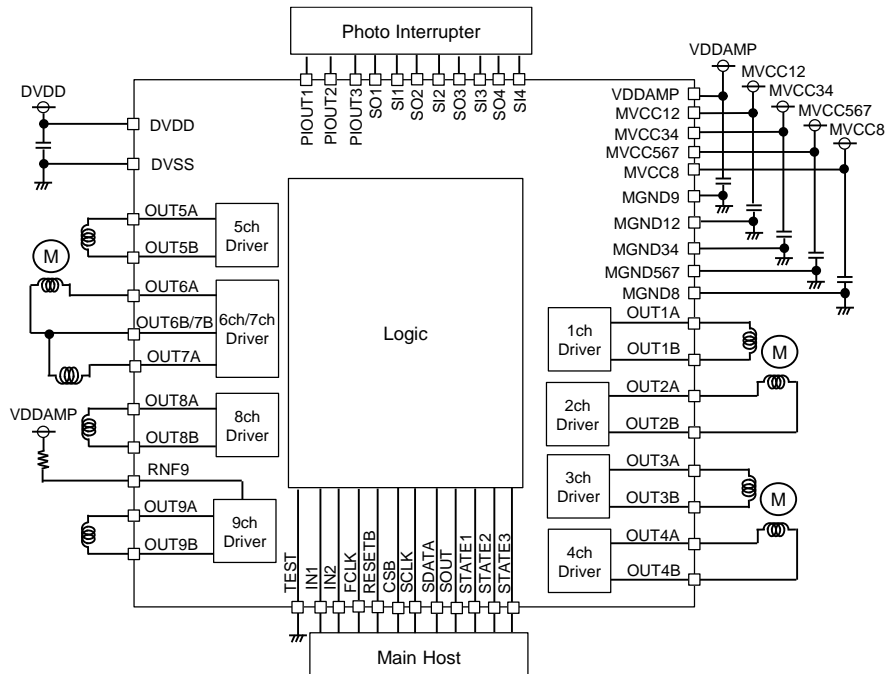 Photo Interrupter
PIOUT1
PIOUT2
PIOUT3
SO1
SI1
SO2
SI2
SO3
SI3
SO4
SI4
VDDAMP
MVCC12
MVCC34
MVCC567
MVCC8
DVDD
DVDD
DVSS
VDDAMP
MVCC12
MVCC34
MVCC567
MVCC8
MGND9
MGND12
MGND34
MGND567
MGND8
OUT5A
OUT5B
5ch
Driver
M
OUT6A
OUT6B/7B
OUT7A
6ch/7ch
Driver
VDDAMP
OUT8A
OUT8B
8ch
Driver
RNF9
OUT9A
OUT9B
9ch
Driver
Logic
1ch
Driver
OUT1A
OUT1B
M
2ch
Driver
OUT2A
OUT2B
3ch
Driver
OUT3A
OUT3B
M
4ch
Driver
OUT4A
OUT4B
TEST
IN1
IN2
FCLK
RESETB
CSB
SCLK
SDATA
SOUT
STATE1
STATE2
STATE3
Main Host